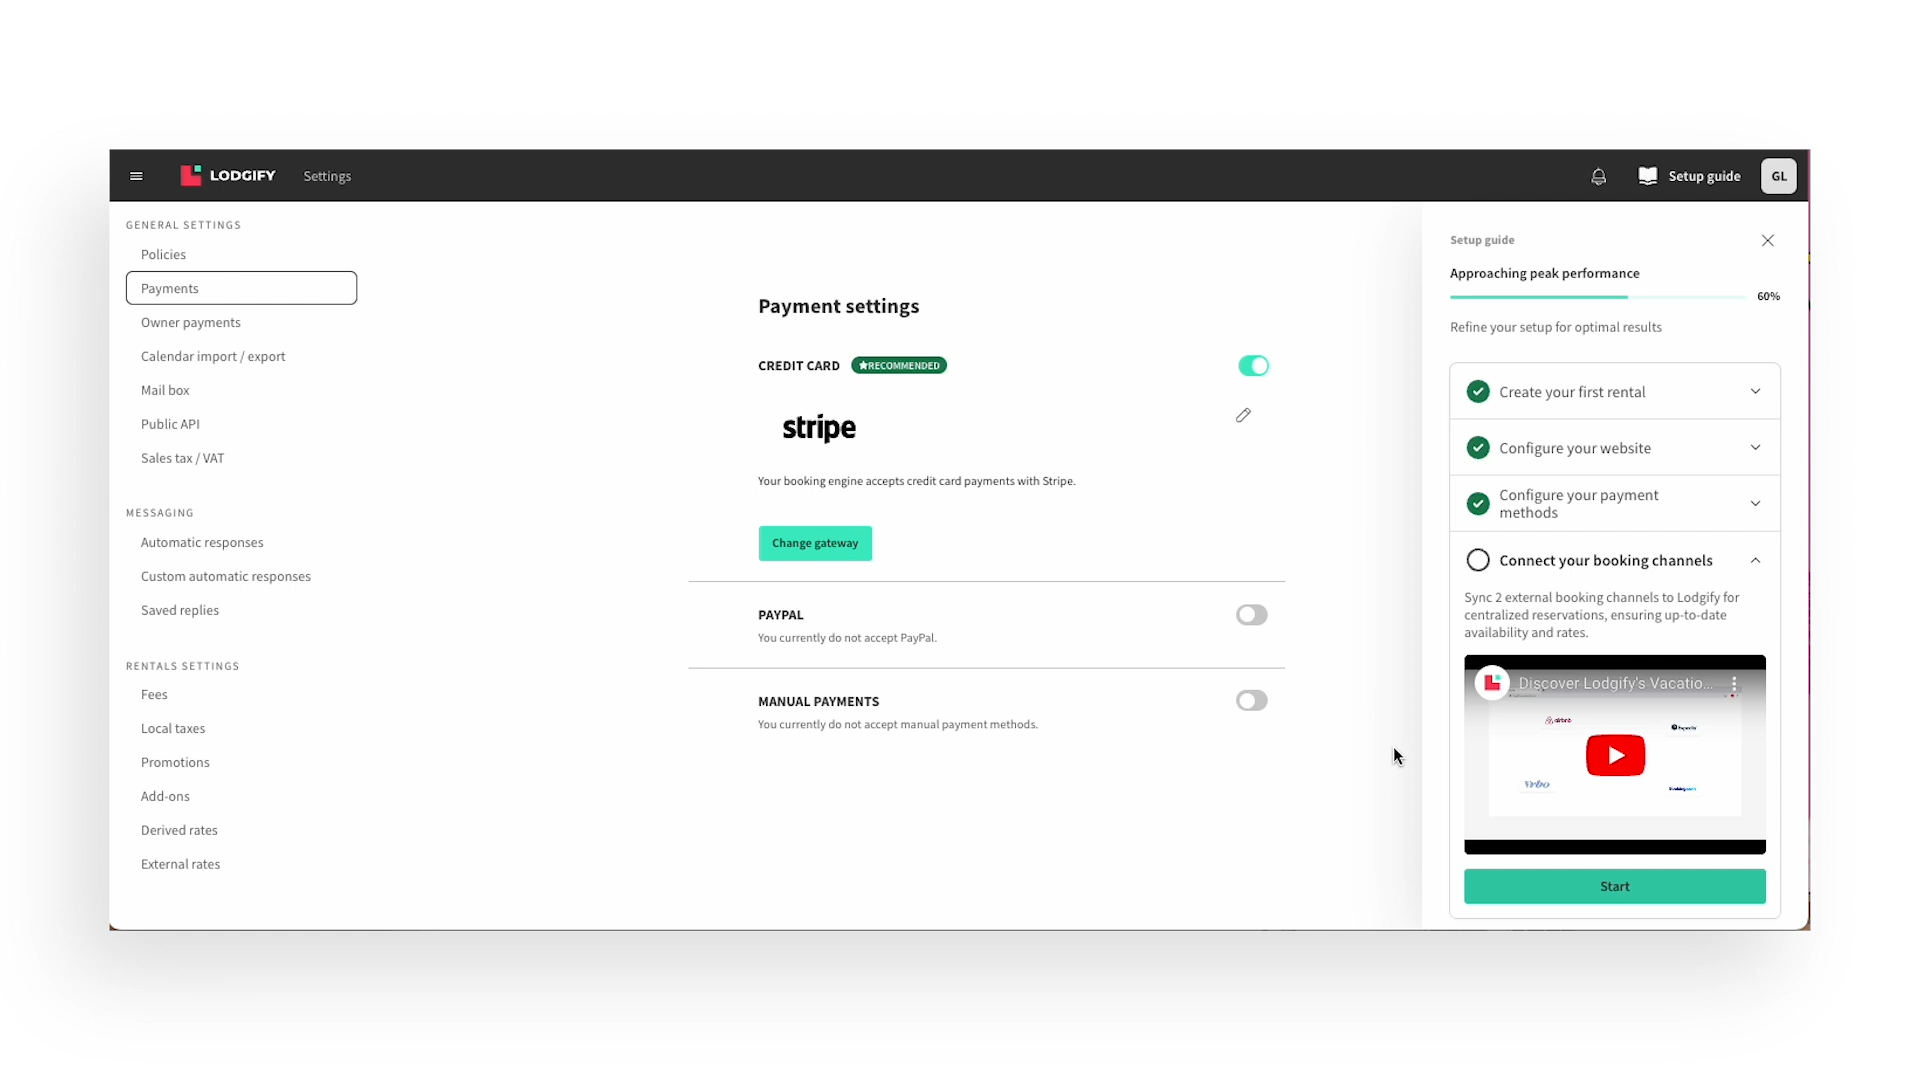 LODGIFY
Settings
Setup guide
GL
GENERAL SETTINGS
Policies
Payments
Owner payments
Calendar import / export
Mail box
Public API
Sales tax / VAT
MESSAGING
Automatic responses
Custom automatic responses
Saved replies
RENTALS SETTINGS
Fees
Local taxes
Promotions
Add-ons
Derived rates
External rates
Payment settings
CREDIT CARD
RECOMMENDED
stripe
Your booking engine accepts credit card payments with Stripe.
Change gateway
PAYPAL
You currently do not accept PayPal.
MANUAL PAYMENTS
You currently do not accept manual payment methods.
Setup guide
Approaching peak performance
60%
Refine your setup for optimal results
Create your first rental
Configure your website
Configure your payment
methods
Connect your booking channels
Sync 2 external booking channels to Lodgify for
centralized reservations, ensuring up-to-date
availability and rates.
Discover Lodgify's Vacatio...
airbnb
Expedia
Vrbo
Booking.com
Start